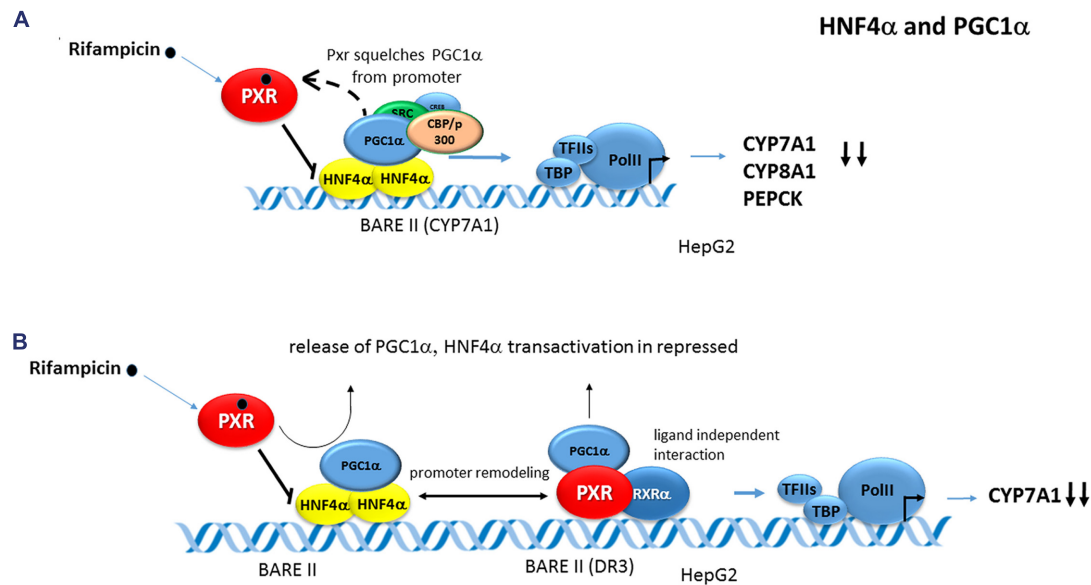 A
HNF4α and PGC1α
Rifampicin
Pxr squelches PGC1α
from promoter
PXR
SRC
CREB
CBP/p
300
PGC1α
HNF4α
HNF4α
TFIIs
TBP
PolII
CYP7A1
CYP8A1
PEPCK
BARE II (CYP7A1)
HepG2
B
release of PGC1α, HNF4α transactivation in repressed
Rifampicin
PXR
PGC1α
HNF4α
HNF4α
promoter remodeling
PGC1α
PXR
RXRα
ligand independent
interaction
TFIIs
TBP
PolII
CYP7A1
BARE II
BARE II (DR3)
HepG2